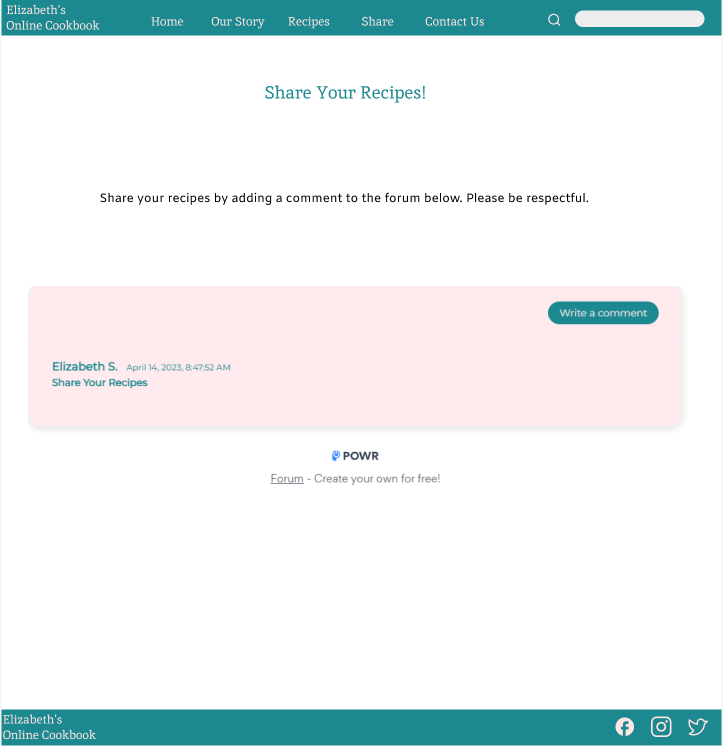 Elizabeth's
Online Cookbook
Home Our Story Recipes Share Contact Us
Share Your Recipes!
Share your recipes by adding a comment to the forum below. Please be respectful.
Write a comment
Elizabeth S. April 14, 2023, 8:47:52 AM
Share Your Recipes
POWR
Forum - Create your own for free!
Elizabeth's
Online Cookbook